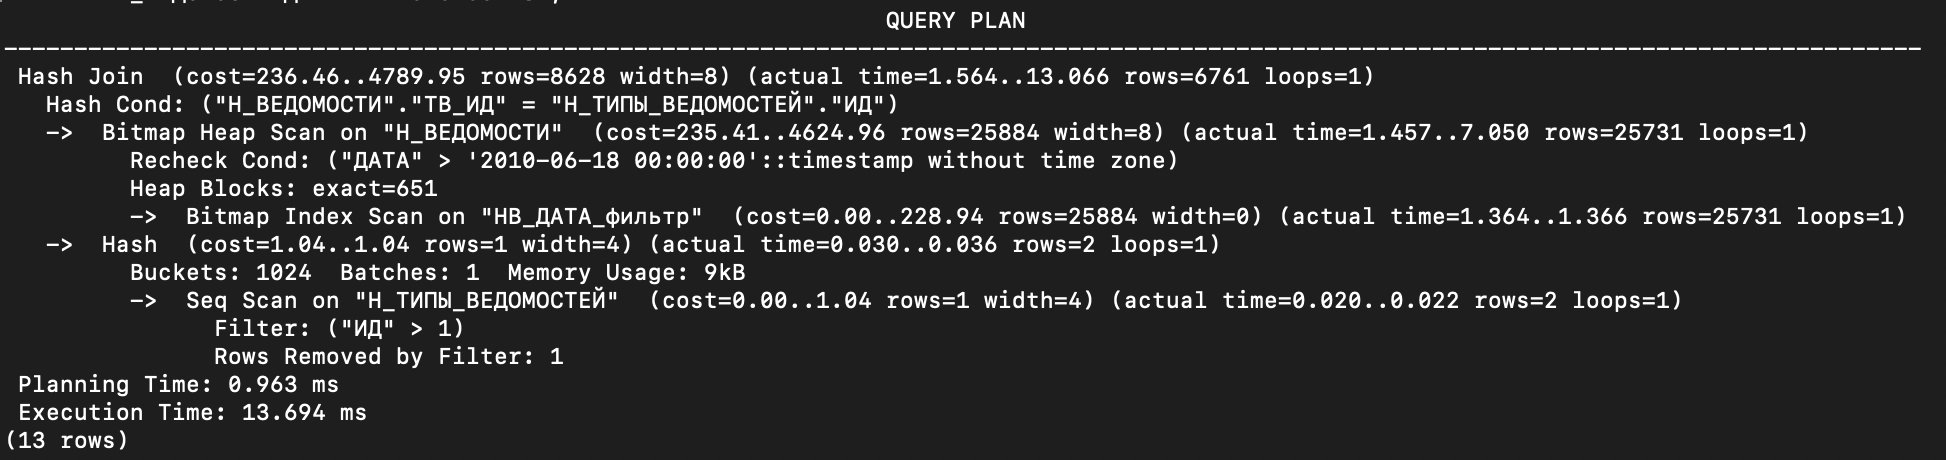 QUERY PLAN
Hash Join  (cost=236.46..4789.95 rows=8628 width=8) (actual time=1.564..13.066 rows=6761 loops=1)
Hash Cond: ("Н_ВЕДОМОСТИ"."ТВ_ИД" = "Н_ТИПЫ_ВЕДОМОСТЕЙ"."ИД")
->  Bitmap Heap Scan on "Н_ВЕДОМОСТИ"  (cost=235.41..4624.96 rows=25884 width=8) (actual time=1.457..7.050 rows=25731 loops=1)
Recheck Cond: ("ДАТА" > '2010-06-18 00:00:00'::timestamp without time zone)
Heap Blocks: exact=651
->  Bitmap Index Scan on "НВ_ДАТА_фильтр"  (cost=0.00..228.94 rows=25884 width=0) (actual time=1.364..1.366 rows=25731 loops=1)
->  Hash  (cost=1.04..1.04 rows=1 width=4) (actual time=0.030..0.036 rows=2 loops=1)
Buckets: 1024  Batches: 1  Memory Usage: 9kB
->  Seq Scan on "Н_ТИПЫ_ВЕДОМОСТЕЙ"  (cost=0.00..1.04 rows=1 width=4) (actual time=0.020..0.022 rows=2 loops=1)
Filter: ("ИД" > 1)
Rows Removed by Filter: 1
Planning Time: 0.963 ms
Execution Time: 13.694 ms
(13 rows)